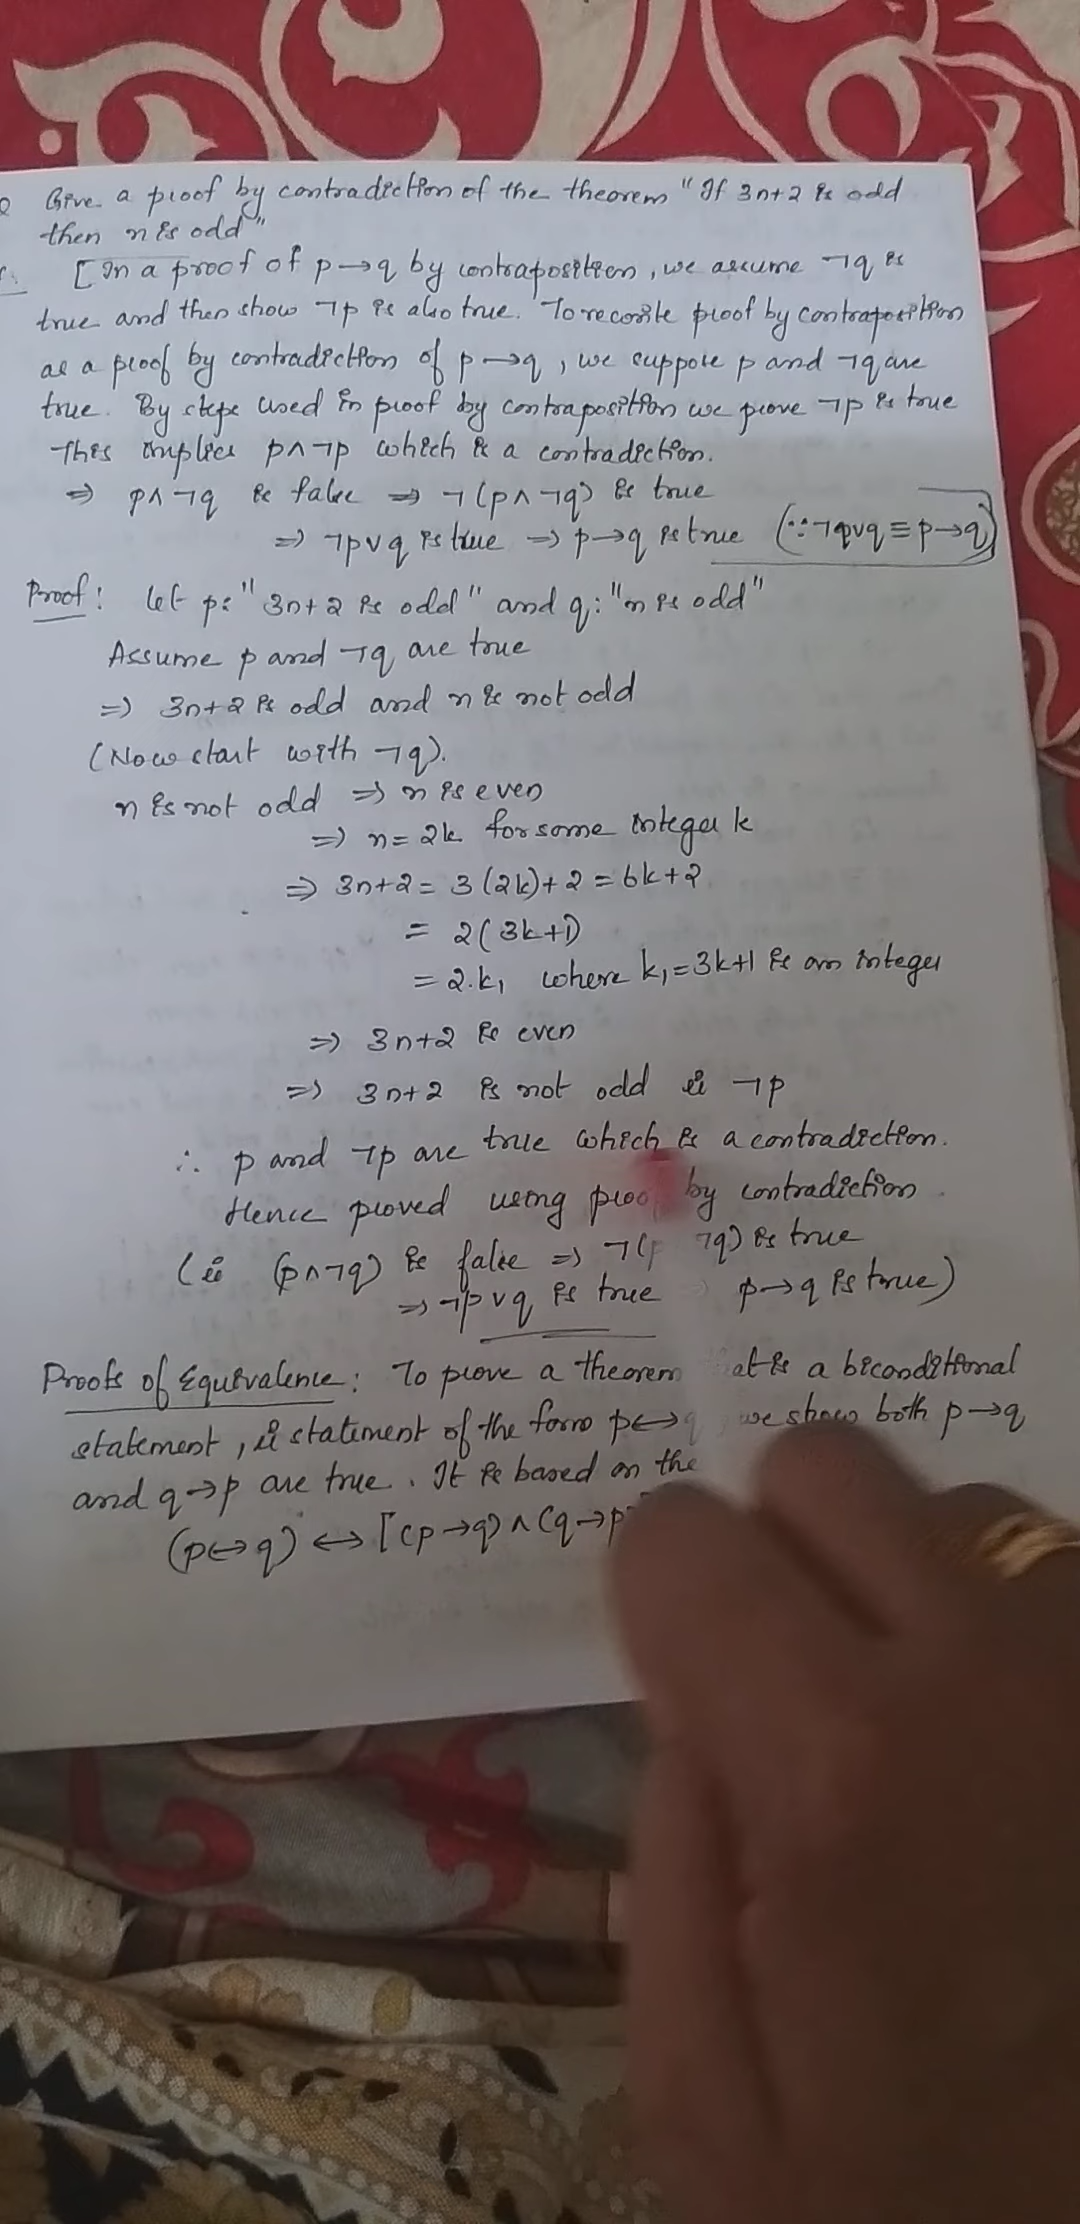 Give a proof by contradiction of the theorem "If 3n+2 is odd
then n is odd"
[In a proof of p→q by contraposition, we assume ¬q is
true and then show ¬p is also true. To rewrite proof by contraposition
as a proof by contradiction of p→q, we suppose p and ¬q are
true. By steps used in proof by contraposition we prove ¬p is true
This implies p∧¬p which is a contradiction.
⇒ p∧¬q is false ⇒ ¬(p∧¬q) is true
⇒ ¬p∨q is true ⇒ p→q is true (∵ ¬p∨q ≡ p→q)
Proof: Let p: "3n+2 is odd" and q: "n is odd"
Assume p and ¬q are true
⇒ 3n+2 is odd and n is not odd
(Now start with ¬q).
n is not odd ⇒ n is even
⇒ n = 2k for some integer k
⇒ 3n+2 = 3(2k)+2 = 6k+2
= 2(3k+1)
= 2.k₁ where k₁=3k+1 is an integer
⇒ 3n+2 is even
⇒ 3n+2 is not odd ie ¬p
∴ p and ¬p are true which is a contradiction.
Hence proved using by contradiction.
(ie (p∧¬q) is false ⇒ ¬(p ¬q) is true
⇒ ¬p∨q is true p→q is true)
Proofs of Equivalence: To prove a theorem is a biconditional
statement, ie statement of the form p↔q we show both p→q
and q→p are true. It is based on the
(p↔q) ↔ [(p→q)∧(q→p